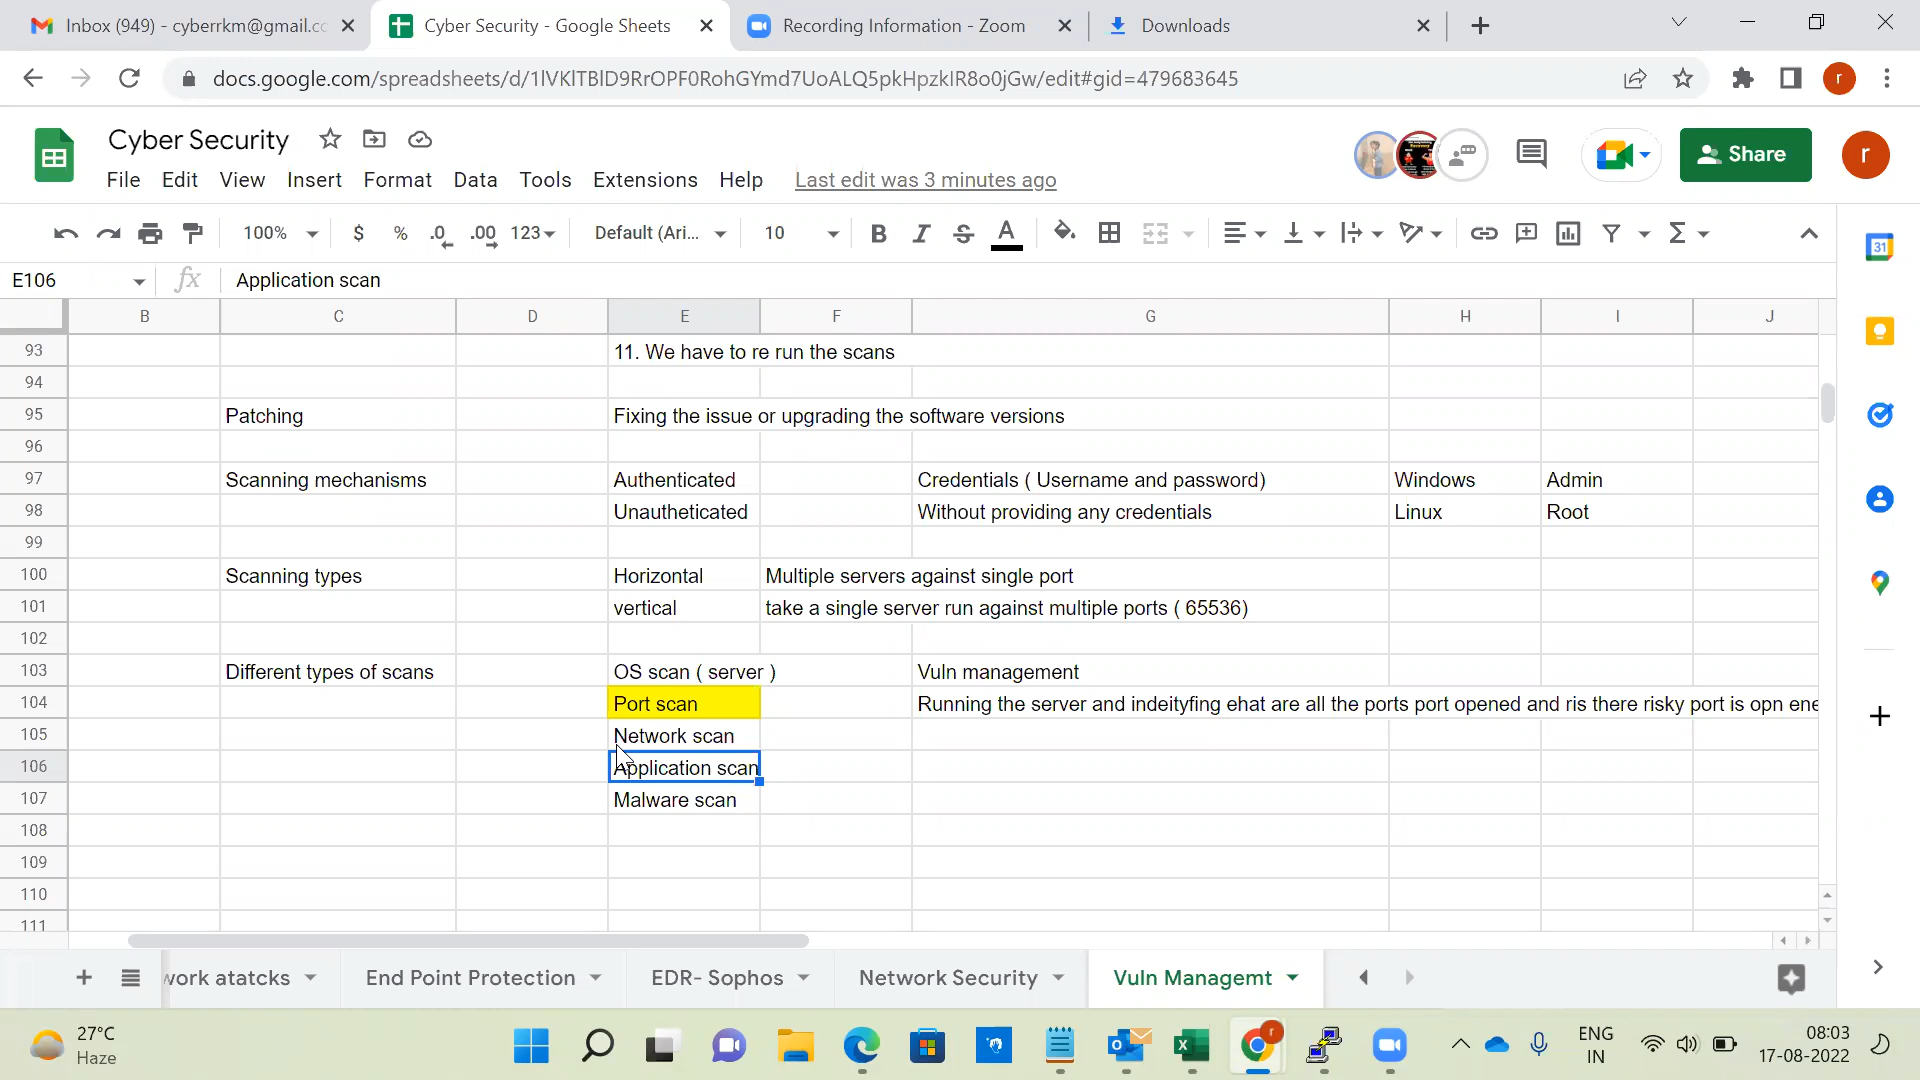 Inbox (949) - cyberrkm@gmail.cc
Cyber Security - Google Sheets
Recording Information - Zoom
Downloads
docs.google.com/spreadsheets/d/1lVKlTBlD9RrOPF0RohGYmd7UoALQ5pkHpzkIR8o0jGw/edit#gid=479683645
r
Cyber Security
Share
r
File Edit View Insert Format Data Tools Extensions Help Last edit was 3 minutes ago
100% $ % .0 .00 123 Default (Ari... 10 B I S A
31
E106 fx Application scan
B C D E F G H I J
93 11. We have to re run the scans
94
95 Patching Fixing the issue or upgrading the software versions
96
97 Scanning mechanisms Authenticated Credentials ( Username and password) Windows Admin
98 Unautheticated Without providing any credentials Linux Root
99
100 Scanning types Horizontal Multiple servers against single port
101 vertical take a single server run against multiple ports ( 65536)
102
103 Different types of scans OS scan ( server ) Vuln management
104 Port scan Running the server and indeityfing ehat are all the ports port opened and ris there risky port is opn ene
105 Network scan
106 Application scan
107 Malware scan
108
109
110
111
work atatcks End Point Protection EDR- Sophos Network Security Vuln Managemt
27°C
Haze
r
ENG
IN
08:03
17-08-2022